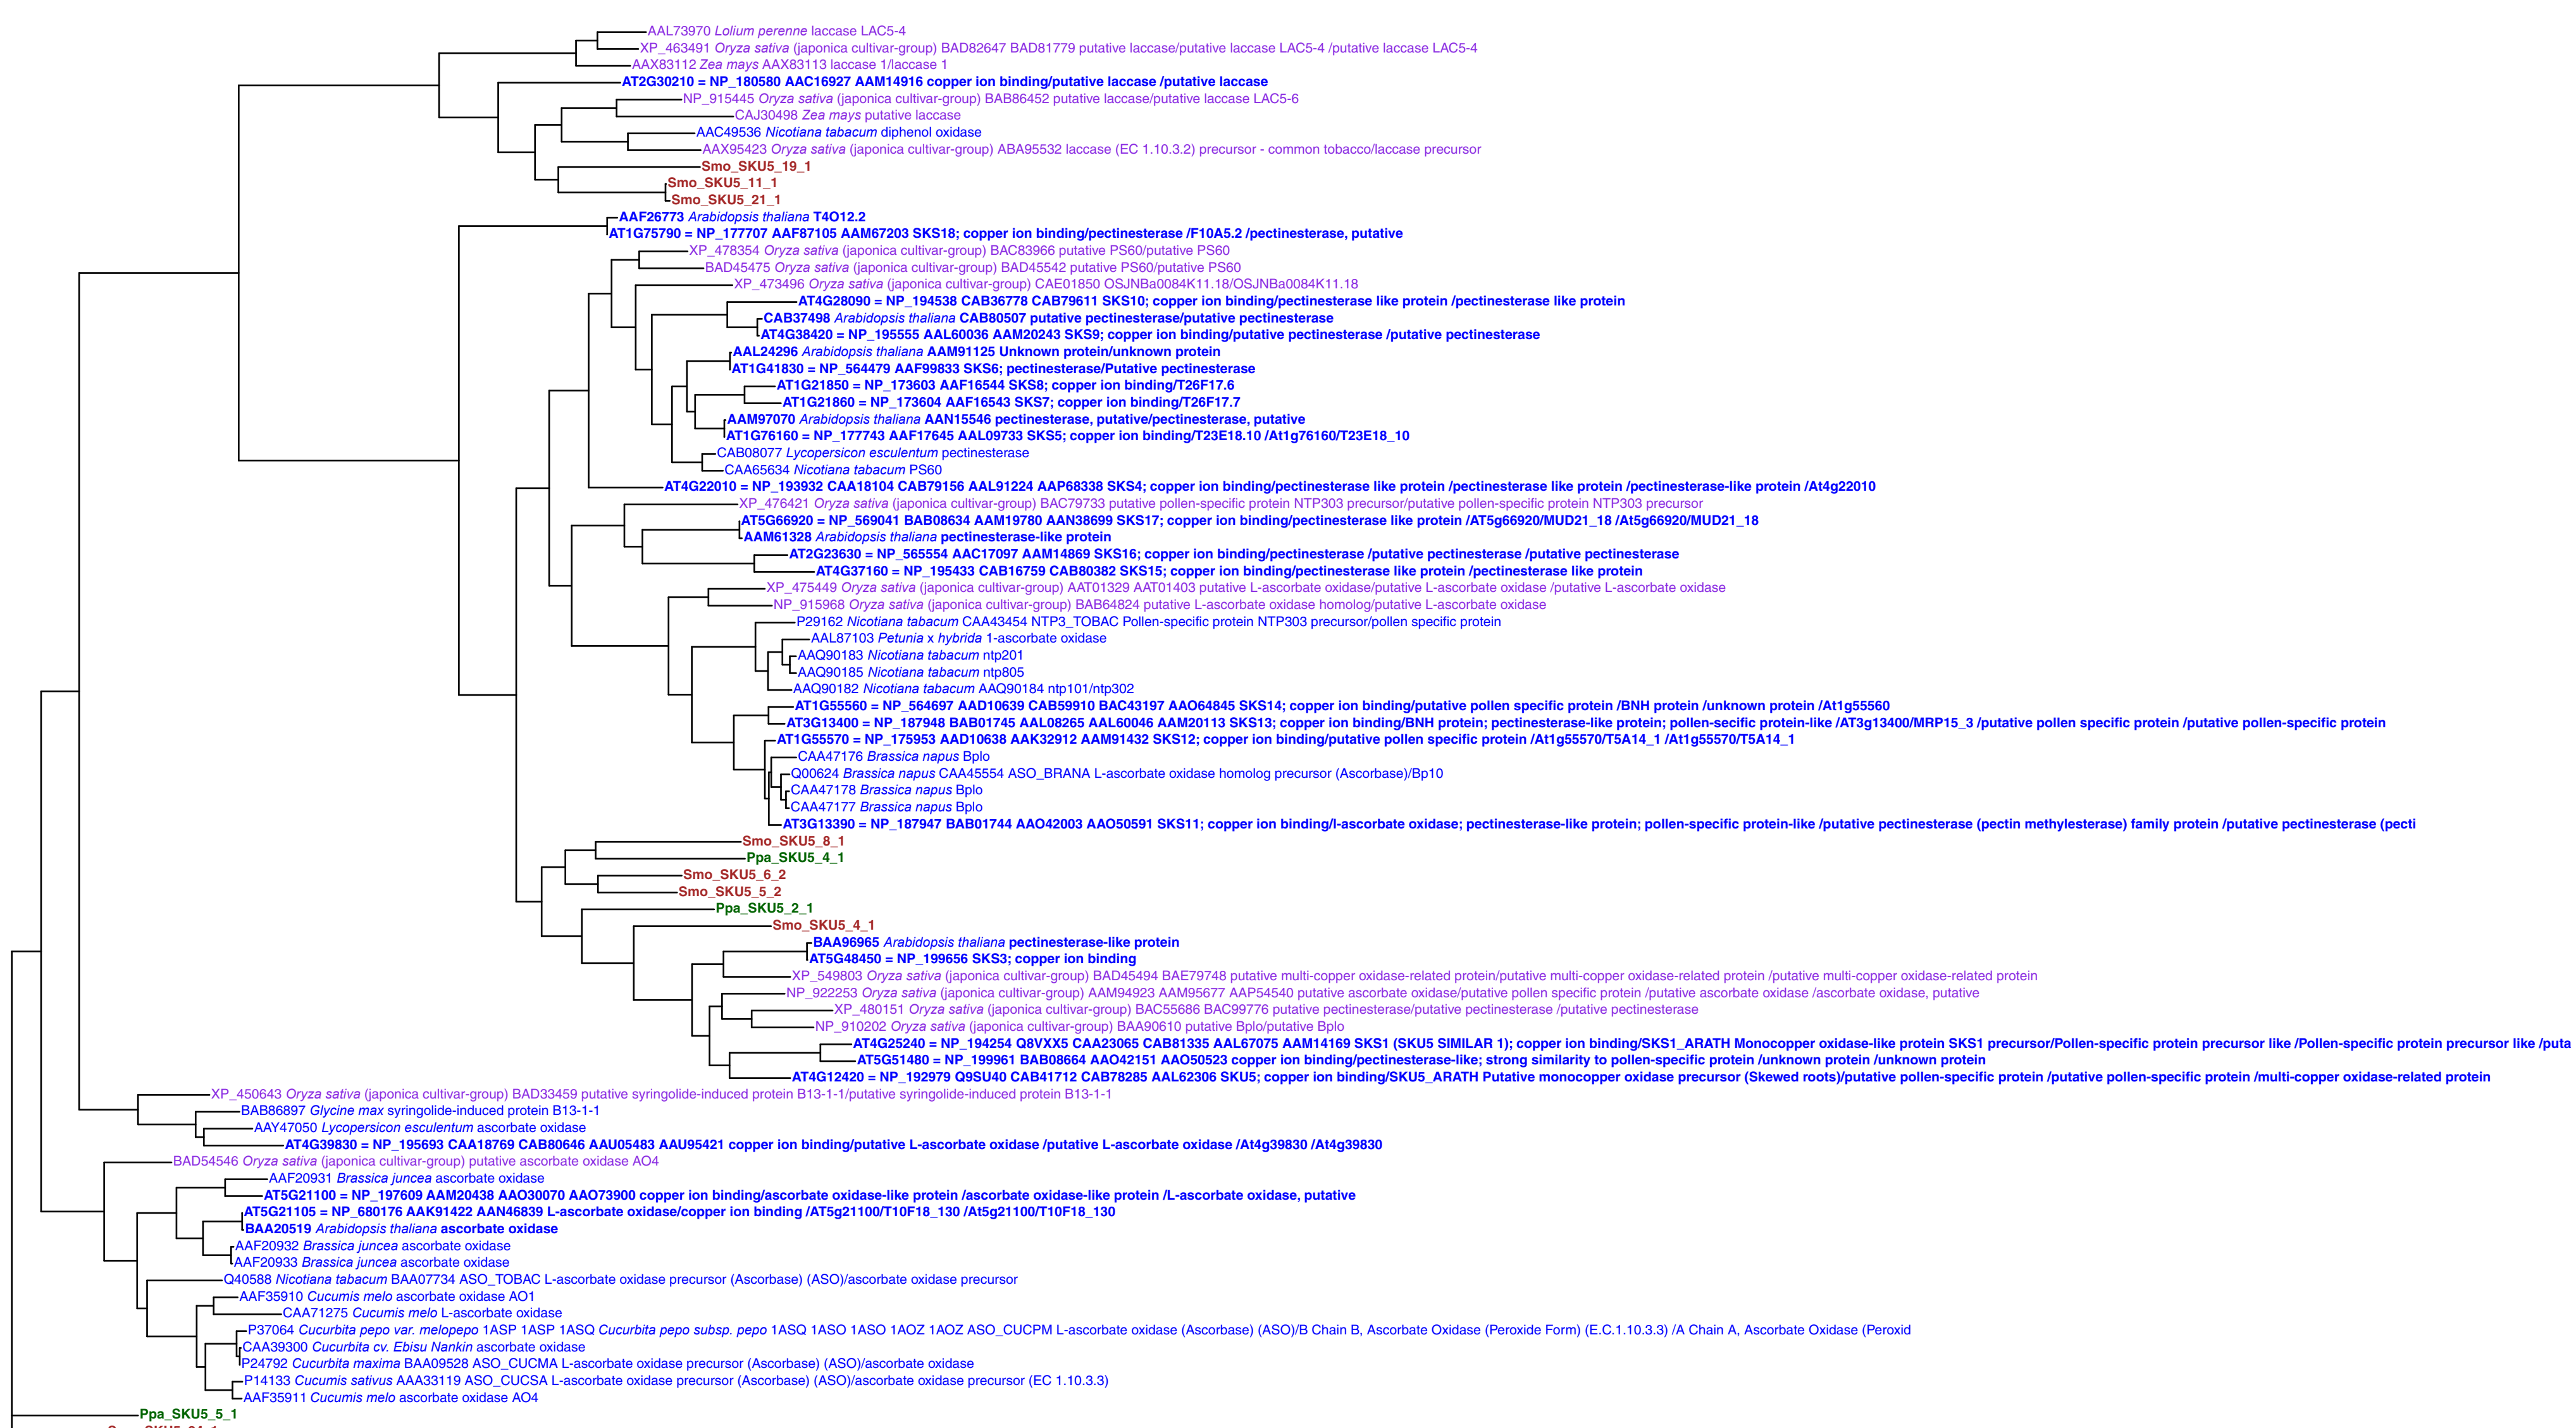 AAL73970 Lolium perenne laccase LAC5-4
XP_463491 Oryza sativa (japonica cultivar-group) BAD82647 BAD81779 putative laccase/putative laccase LAC5-4 /putative laccase LAC5-4
AAX83112 Zea mays AAX83113 laccase 1/laccase 1
AT2G30210 = NP_180580 AAC16927 AAM14916 copper ion binding/putative laccase /putative laccase
NP_915445 Oryza sativa (japonica cultivar-group) BAB86452 putative laccase/putative laccase LAC5-6
CAJ30498 Zea mays putative laccase
AAC49536 Nicotiana tabacum diphenol oxidase
AAX95423 Oryza sativa (japonica cultivar-group) ABA95532 laccase (EC 1.10.3.2) precursor - common tobacco/laccase precursor
Smo_SKU5_19_1
Smo_SKU5_11_1
Smo_SKU5_21_1
AAF26773 Arabidopsis thaliana T4O12.2
AT1G75790 = NP_177707 AAF87105 AAM67203 SKS18; copper ion binding/pectinesterase /F10A5.2 /pectinesterase, putative
XP_478354 Oryza sativa (japonica cultivar-group) BAC83966 putative PS60/putative PS60
BAD45475 Oryza sativa (japonica cultivar-group) BAD45542 putative PS60/putative PS60
XP_473496 Oryza sativa (japonica cultivar-group) CAE01850 OSJNBa0084K11.18/OSJNBa0084K11.18
AT4G28090 = NP_194538 CAB36778 CAB79611 SKS10; copper ion binding/pectinesterase like protein /pectinesterase like protein
CAB37498 Arabidopsis thaliana CAB80507 putative pectinesterase/putative pectinesterase
AT4G38420 = NP_195555 AAL60036 AAM20243 SKS9; copper ion binding/putative pectinesterase /putative pectinesterase
AAL24296 Arabidopsis thaliana AAM91125 Unknown protein/unknown protein
AT1G41830 = NP_564479 AAF99833 SKS6; pectinesterase/Putative pectinesterase
AT1G21850 = NP_173603 AAF16544 SKS8; copper ion binding/T26F17.6
AT1G21860 = NP_173604 AAF16543 SKS7; copper ion binding/T26F17.7
AAM97070 Arabidopsis thaliana AAN15546 pectinesterase, putative/pectinesterase, putative
AT1G76160 = NP_177743 AAF17645 AAL09733 SKS5; copper ion binding/T23E18.10 /At1g76160/T23E18_10
CAB08077 Lycopersicon esculentum pectinesterase
CAA65634 Nicotiana tabacum PS60
AT4G22010 = NP_193932 CAA18104 CAB79156 AAL91224 AAP68338 SKS4; copper ion binding/pectinesterase like protein /pectinesterase like protein /pectinesterase-like protein /At4g22010
XP_476421 Oryza sativa (japonica cultivar-group) BAC79733 putative pollen-specific protein NTP303 precursor/putative pollen-specific protein NTP303 precursor
AT5G66920 = NP_569041 BAB08634 AAM19780 AAN38699 SKS17; copper ion binding/pectinesterase like protein /AT5g66920/MUD21_18 /At5g66920/MUD21_18
AAM61328 Arabidopsis thaliana pectinesterase-like protein
AT2G23630 = NP_565554 AAC17097 AAM14869 SKS16; copper ion binding/pectinesterase /putative pectinesterase /putative pectinesterase
AT4G37160 = NP_195433 CAB16759 CAB80382 SKS15; copper ion binding/pectinesterase like protein /pectinesterase like protein
XP_475449 Oryza sativa (japonica cultivar-group) AAT01329 AAT01403 putative L-ascorbate oxidase/putative L-ascorbate oxidase /putative L-ascorbate oxidase
NP_915968 Oryza sativa (japonica cultivar-group) BAB64824 putative L-ascorbate oxidase homolog/putative L-ascorbate oxidase
P29162 Nicotiana tabacum CAA43454 NTP3_TOBAC Pollen-specific protein NTP303 precursor/pollen specific protein
AAL87103 Petunia x hybrida 1-ascorbate oxidase
AAQ90183 Nicotiana tabacum ntp201
AAQ90185 Nicotiana tabacum ntp805
AAQ90182 Nicotiana tabacum AAQ90184 ntp101/ntp302
AT1G55560 = NP_564697 AAD10639 CAB59910 BAC43197 AAO64845 SKS14; copper ion binding/putative pollen specific protein /BNH protein /unknown protein /At1g55560
AT3G13400 = NP_187948 BAB01745 AAL08265 AAL60046 AAM20113 SKS13; copper ion binding/BNH protein; pectinesterase-like protein; pollen-secific protein-like /AT3g13400/MRP15_3 /putative pollen specific protein /putative pollen-specific protein
AT1G55570 = NP_175953 AAD10638 AAK32912 AAM91432 SKS12; copper ion binding/putative pollen specific protein /At1g55570/T5A14_1 /At1g55570/T5A14_1
CAA47176 Brassica napus Bplo
Q00624 Brassica napus CAA45554 ASO_BRANA L-ascorbate oxidase homolog precursor (Ascorbase)/Bp10
CAA47178 Brassica napus Bplo
CAA47177 Brassica napus Bplo
AT3G13390 = NP_187947 BAB01744 AAO42003 AAO50591 SKS11; copper ion binding/l-ascorbate oxidase; pectinesterase-like protein; pollen-specific protein-like /putative pectinesterase (pectin methylesterase) family protein /putative pectinesterase (pecti
Smo_SKU5_8_1
Ppa_SKU5_4_1
Smo_SKU5_6_2
Smo_SKU5_5_2
Ppa_SKU5_2_1
Smo_SKU5_4_1
BAA96965 Arabidopsis thaliana pectinesterase-like protein
AT5G48450 = NP_199656 SKS3; copper ion binding
XP_549803 Oryza sativa (japonica cultivar-group) BAD45494 BAE79748 putative multi-copper oxidase-related protein/putative multi-copper oxidase-related protein /putative multi-copper oxidase-related protein
NP_922253 Oryza sativa (japonica cultivar-group) AAM94923 AAM95677 AAP54540 putative ascorbate oxidase/putative pollen specific protein /putative ascorbate oxidase /ascorbate oxidase, putative
XP_480151 Oryza sativa (japonica cultivar-group) BAC55686 BAC99776 putative pectinesterase/putative pectinesterase /putative pectinesterase
NP_910202 Oryza sativa (japonica cultivar-group) BAA90610 putative Bplo/putative Bplo
AT4G25240 = NP_194254 Q8VXX5 CAA23065 CAB81335 AAL67075 AAM14169 SKS1 (SKU5 SIMILAR 1); copper ion binding/SKS1_ARATH Monocopper oxidase-like protein SKS1 precursor/Pollen-specific protein precursor like /Pollen-specific protein precursor like /puta
AT5G51480 = NP_199961 BAB08664 AAO42151 AAO50523 copper ion binding/pectinesterase-like; strong similarity to pollen-specific protein /unknown protein /unknown protein
AT4G12420 = NP_192979 Q9SU40 CAB41712 CAB78285 AAL62306 SKU5; copper ion binding/SKU5_ARATH Putative monocopper oxidase precursor (Skewed roots)/putative pollen-specific protein /putative pollen-specific protein /multi-copper oxidase-related protein
XP_450643 Oryza sativa (japonica cultivar-group) BAD33459 putative syringolide-induced protein B13-1-1/putative syringolide-induced protein B13-1-1
BAB86897 Glycine max syringolide-induced protein B13-1-1
AAY47050 Lycopersicon esculentum ascorbate oxidase
AT4G39830 = NP_195693 CAA18769 CAB80646 AAU05483 AAU95421 copper ion binding/putative L-ascorbate oxidase /putative L-ascorbate oxidase /At4g39830 /At4g39830
BAD54546 Oryza sativa (japonica cultivar-group) putative ascorbate oxidase AO4
AAF20931 Brassica juncea ascorbate oxidase
AT5G21100 = NP_197609 AAM20438 AAO30070 AAO73900 copper ion binding/ascorbate oxidase-like protein /ascorbate oxidase-like protein /L-ascorbate oxidase, putative
AT5G21105 = NP_680176 AAK91422 AAN46839 L-ascorbate oxidase/copper ion binding /AT5g21100/T10F18_130 /At5g21100/T10F18_130
BAA20519 Arabidopsis thaliana ascorbate oxidase
AAF20932 Brassica juncea ascorbate oxidase
AAF20933 Brassica juncea ascorbate oxidase
Q40588 Nicotiana tabacum BAA07734 ASO_TOBAC L-ascorbate oxidase precursor (Ascorbase) (ASO)/ascorbate oxidase precursor
AAF35910 Cucumis melo ascorbate oxidase AO1
CAA71275 Cucumis melo L-ascorbate oxidase
P37064 Cucurbita pepo var. melopepo 1ASP 1ASP 1ASQ Cucurbita pepo subsp. pepo 1ASQ 1ASO 1ASO 1AOZ 1AOZ ASO_CUCPM L-ascorbate oxidase (Ascorbase) (ASO)/B Chain B, Ascorbate Oxidase (Peroxide Form) (E.C.1.10.3.3) /A Chain A, Ascorbate Oxidase (Peroxid
CAA39300 Cucurbita cv. Ebisu Nankin ascorbate oxidase
P24792 Cucurbita maxima BAA09528 ASO_CUCMA L-ascorbate oxidase precursor (Ascorbase) (ASO)/ascorbate oxidase
P14133 Cucumis sativus AAA33119 ASO_CUCSA L-ascorbate oxidase precursor (Ascorbase) (ASO)/ascorbate oxidase precursor (EC 1.10.3.3)
AAF35911 Cucumis melo ascorbate oxidase AO4
Ppa_SKU5_5_1